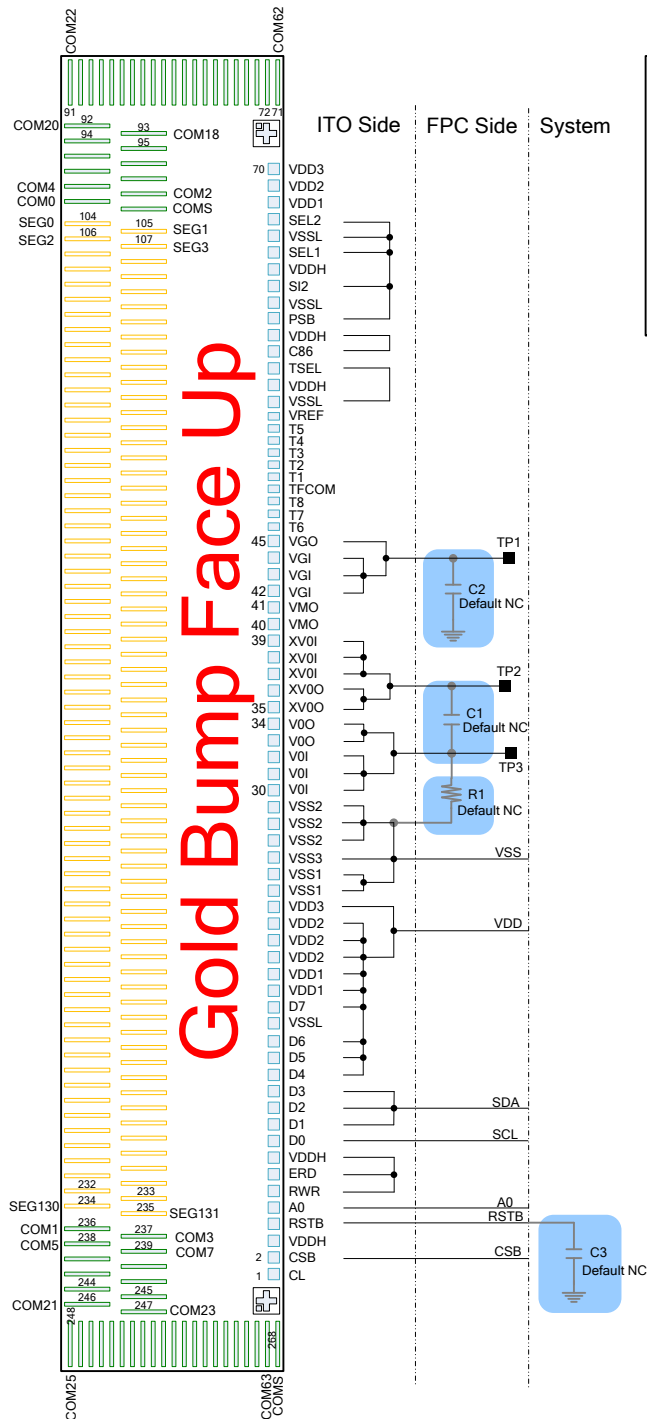 COM22
COM62
91
72 71
ITO Side
FPC Side
System
COM20
92
93
COM18
94
95
70
VDD3
VDD2
COM4
COM2
VDD1
COM0
COMS
SEG0
104
105
SEG1
SEL2
SEG2
106
107
SEG3
VSSL
SEL1
VDDH
SI2
VSSL
PSB
VDDH
C86
TSEL
VDDH
VSSL
VREF
T5
T4
T3
T2
T1
TFCOM
T8
T7
T6
Gold Bump Face Up
45
VGO
TP1
VGI
VGI
C2
Default NC
42
VGI
41
VMO
40
VMO
39
XV0I
XV0I
XV0I
TP2
XV0O
35
XV0O
C1
Default NC
34
V0O
V0O
V0I
TP3
V0I
30
V0I
R1
Default NC
VSS2
VSS2
VSS2
VSS3
VSS
VSS1
VSS1
VDD3
VDD2
VDD
VDD2
VDD2
VDD1
VDD1
D7
VSSL
D6
D5
D4
D3
D2
SDA
D1
D0
SCL
VDDH
ERD
232
233
RWR
SEG130
234
235
SEG131
A0
A0
COM1
236
237
COM3
RSTB
RSTB
COM5
238
239
COM7
VDDH
2
CSB
CSB
C3
Default NC
244
245
1
CL
COM21
246
247
COM23
248
268
COM25
COM63
COMS